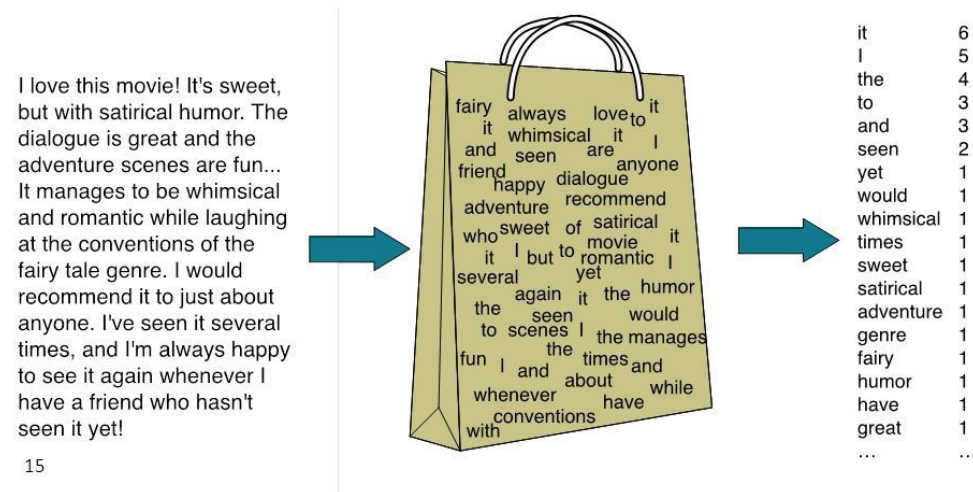 I love this movie! It's sweet,
but with satirical humor. The
dialogue is great and the
adventure scenes are fun...
It manages to be whimsical
and romantic while laughing
at the conventions of the
fairy tale genre. I would
recommend it to just about
anyone. I've seen it several
times, and I'm always happy
to see it again whenever I
have a friend who hasn't
seen it yet!
15
fairy always love to it
it whimsical it I
and seen are anyone
friend happy dialogue
adventure recommend
who sweet of satirical
it I but to movie it
romantic I
several yet
again it the humor
the seen would
to scenes I the manages
fun I and the times and
about while
whenever have
conventions
with
it 6
I 5
the 4
to 3
and 3
seen 2
yet 1
would 1
whimsical 1
times 1
sweet 1
satirical 1
adventure 1
genre 1
fairy 1
humor 1
have 1
great 1
... ...